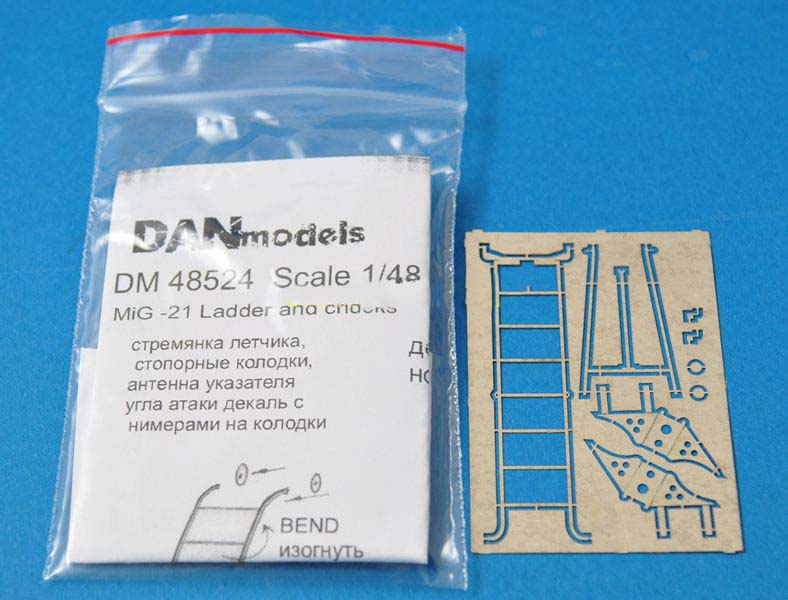 DANmodels
DM 48524 Scale 1/48
MiG -21 Ladder and chocks
стремянка летчика,
стопорные колодки,
антенна указателя
угла атаки декаль с
нимерами на колодки
BEND
изогнуть